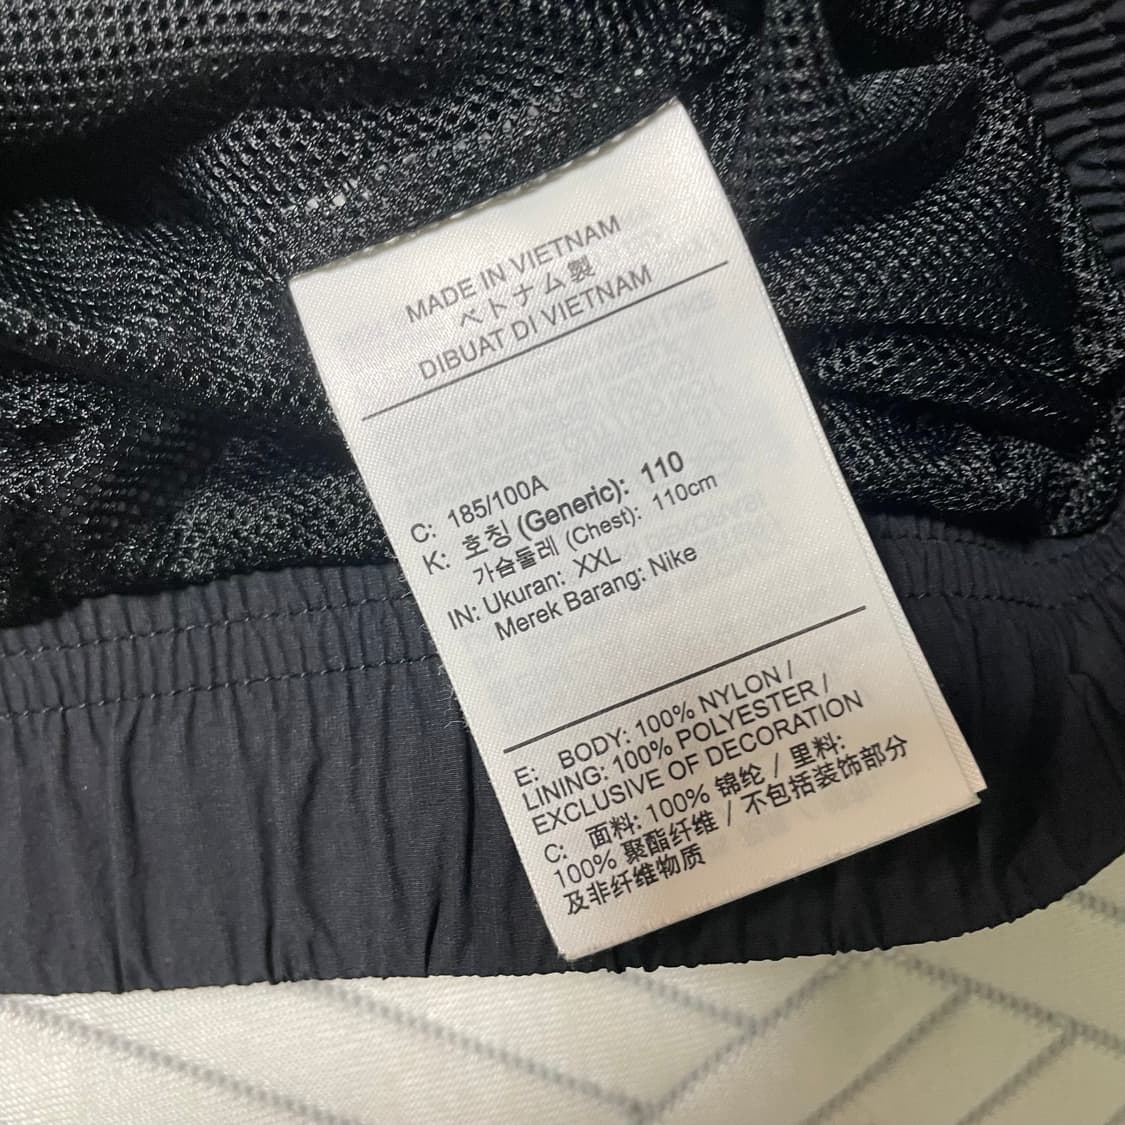 MADE IN VIETNAM
ベトナム製
DIBUAT DI VIETNAM
C: 185/100A
K: 호칭 (Generic): 110
가슴둘레 (Chest): 110cm
IN: Ukuran: XXL
Merek Barang: Nike
E: BODY: 100% NYLON /
LINING: 100% POLYESTER /
EXCLUSIVE OF DECORATION
C: 面料: 100% 锦纶 / 里料:
100% 聚酯纤维 / 不包括装饰部分
及非纤维物质